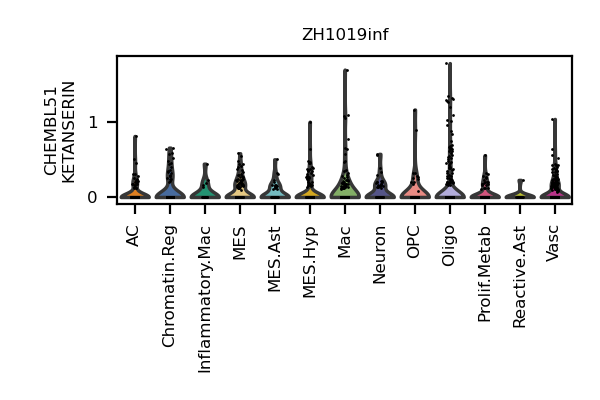 ZH1019inf
CHEMBL51
KETANSERIN
1
0
AC
Chromatin.Reg
Inflammatory.Mac
MES
MES.Ast
MES.Hyp
Mac
Neuron
OPC
Oligo
Prolif.Metab
Reactive.Ast
Vasc